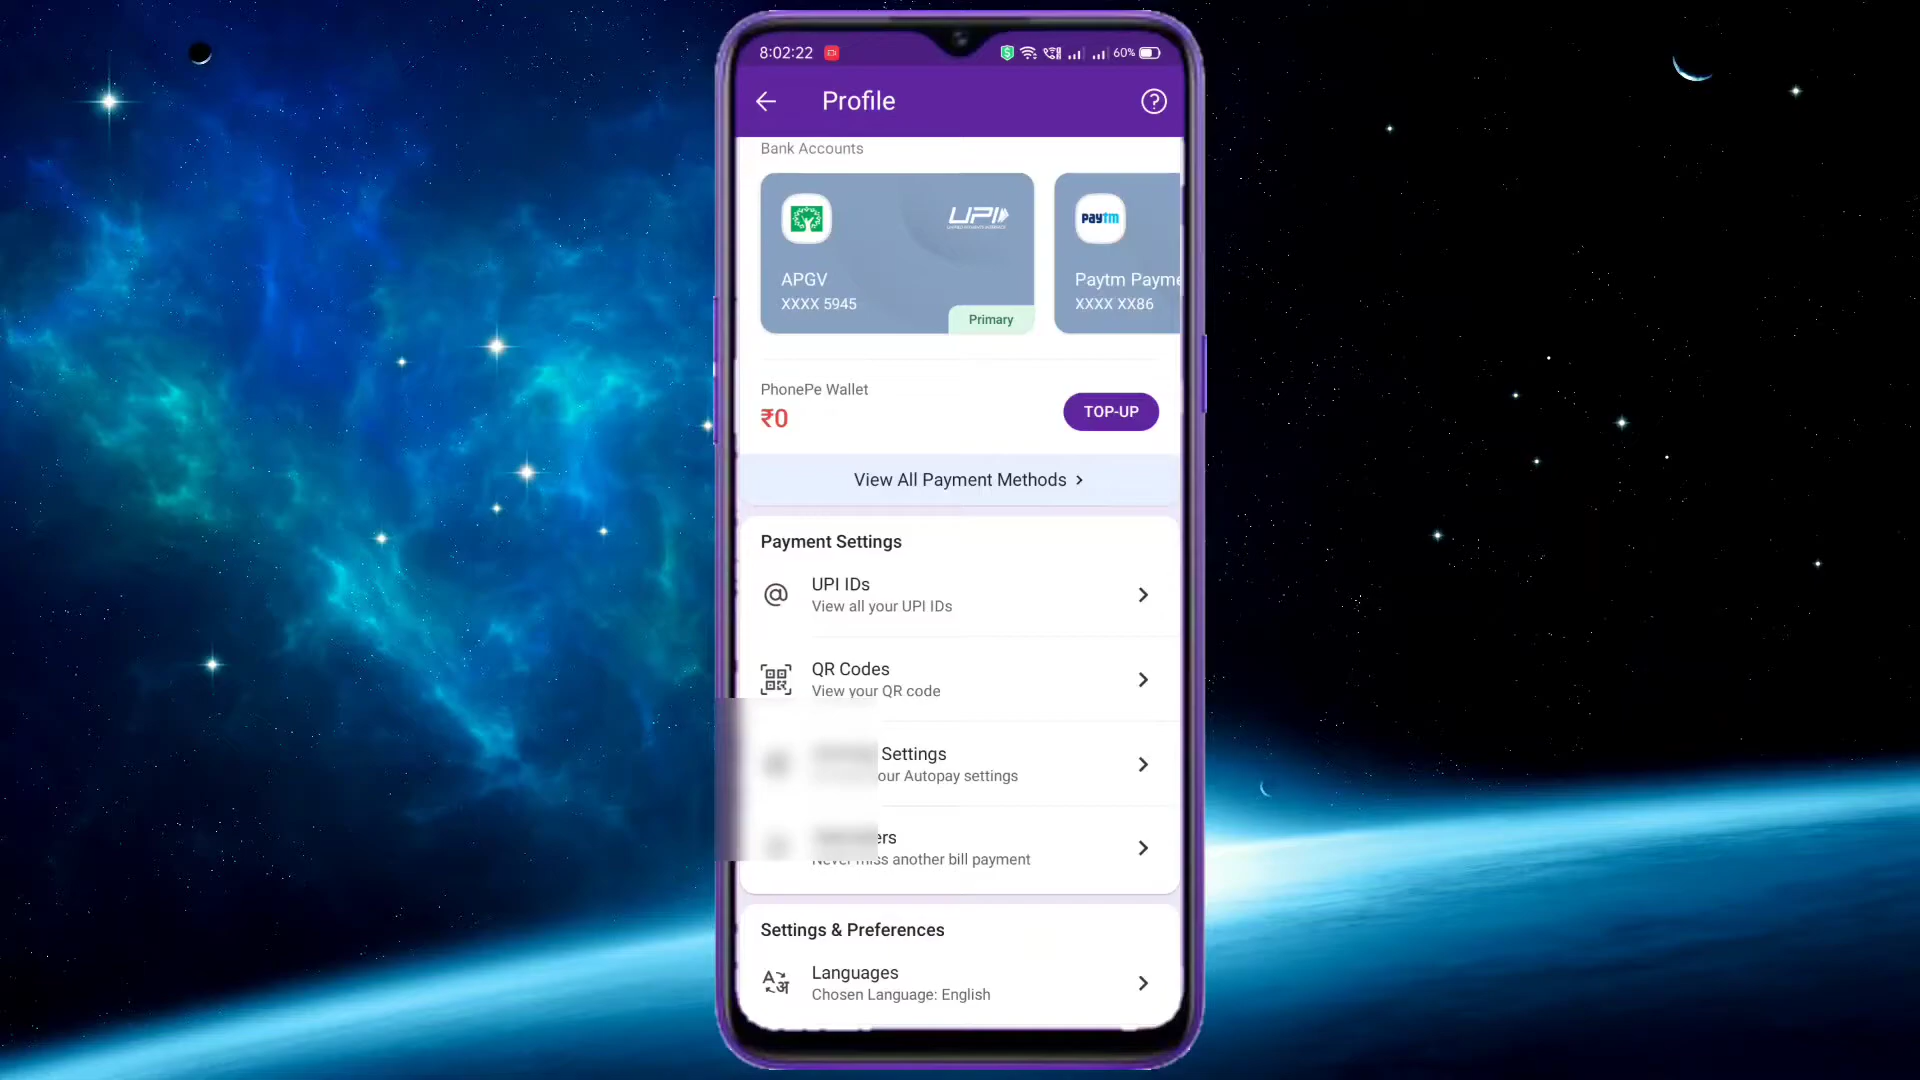 8:02:22
60%
Profile
Bank Accounts
UPI
APGV
XXXX 5945
Primary
paytm
Paytm Payme
XXXX XX86
PhonePe Wallet
₹0
TOP-UP
View All Payment Methods
Payment Settings
UPI IDs
View all your UPI IDs
QR Codes
View your QR code
Settings
our Autopay settings
ers
Never miss another bill payment
Settings & Preferences
Languages
Chosen Language: English